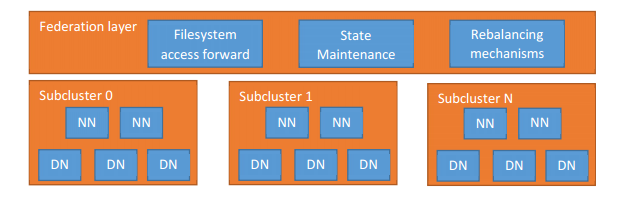 Federation layer
Filesystem
access forward
State
Maintenance
Rebalancing
mechanisms
Subcluster 0
NN NN
DN DN DN
Subcluster 1
NN NN
DN DN DN
Subcluster N
NN NN
DN DN DN